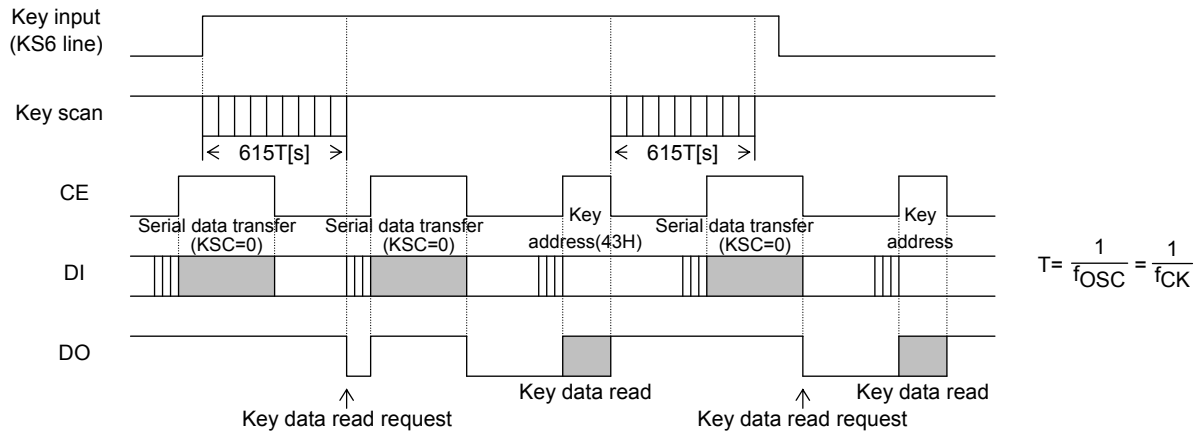 Key input
(KS6 line)
Key scan
615T[s]
615T[s]
CE
Serial data transfer
(KSC=0)
Serial data transfer
(KSC=0)
Key
address(43H)
Serial data transfer
(KSC=0)
Key
address
DI
T= 1/fOSC = 1/fCK
DO
Key data read
Key data read
Key data read request
Key data read request